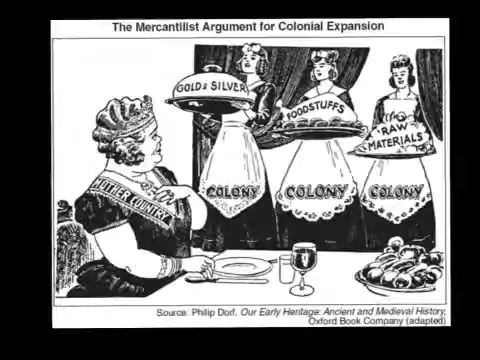 The Mercantilist Argument for Colonial Expansion
GOLD & SILVER
FOODSTUFFS
RAW
MATERIALS
MOTHER COUNTRY
COLONY
COLONY
COLONY
Source: Philip Dorf, Our Early Heritage: Ancient and Medieval History,
Oxford Book Company (adapted)